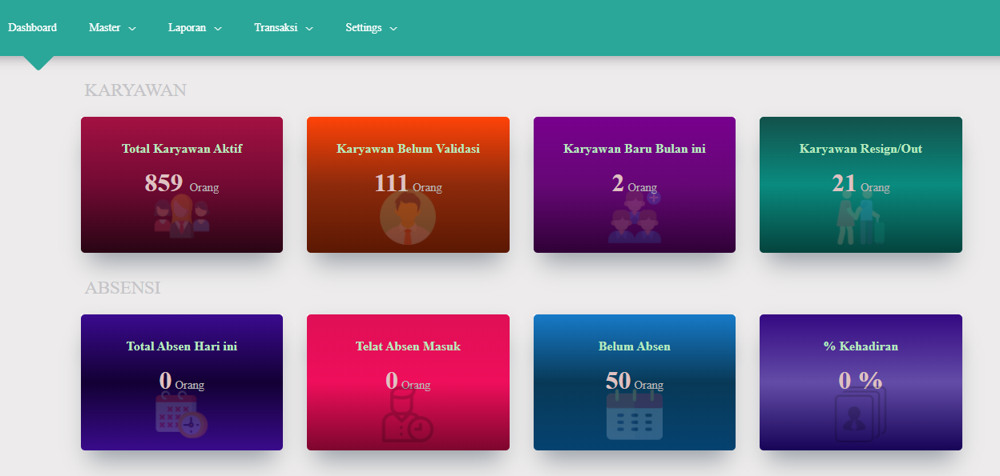 Dashboard Master Laporan Transaksi Settings
KARYAWAN
Total Karyawan Aktif
859 Orang
Karyawan Belum Validasi
111 Orang
Karyawan Baru Bulan ini
2 Orang
Karyawan Resign/Out
21 Orang
ABSENSI
Total Absen Hari ini
0 Orang
Telat Absen Masuk
0 Orang
Belum Absen
50 Orang
% Kehadiran
0 %